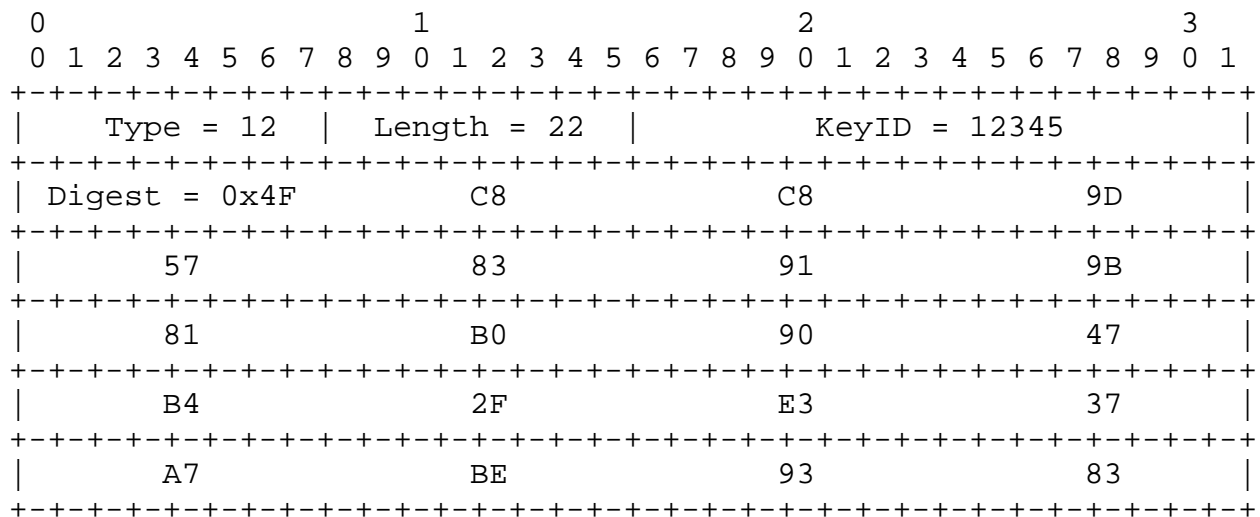 0                   1                   2                   3
0 1 2 3 4 5 6 7 8 9 0 1 2 3 4 5 6 7 8 9 0 1 2 3 4 5 6 7 8 9 0 1
+-+-+-+-+-+-+-+-+-+-+-+-+-+-+-+-+-+-+-+-+-+-+-+-+-+-+-+-+-+-+-+-+
|    Type = 12  |  Length = 22  |         KeyID = 12345         |
+-+-+-+-+-+-+-+-+-+-+-+-+-+-+-+-+-+-+-+-+-+-+-+-+-+-+-+-+-+-+-+-+
| Digest = 0x4F         C8              C8              9D      |
+-+-+-+-+-+-+-+-+-+-+-+-+-+-+-+-+-+-+-+-+-+-+-+-+-+-+-+-+-+-+-+-+
|       57              83              91              9B      |
+-+-+-+-+-+-+-+-+-+-+-+-+-+-+-+-+-+-+-+-+-+-+-+-+-+-+-+-+-+-+-+-+
|       81              B0              90              47      |
+-+-+-+-+-+-+-+-+-+-+-+-+-+-+-+-+-+-+-+-+-+-+-+-+-+-+-+-+-+-+-+-+
|       B4              2F              E3              37      |
+-+-+-+-+-+-+-+-+-+-+-+-+-+-+-+-+-+-+-+-+-+-+-+-+-+-+-+-+-+-+-+-+
|       A7              BE              93              83      |
+-+-+-+-+-+-+-+-+-+-+-+-+-+-+-+-+-+-+-+-+-+-+-+-+-+-+-+-+-+-+-+-+